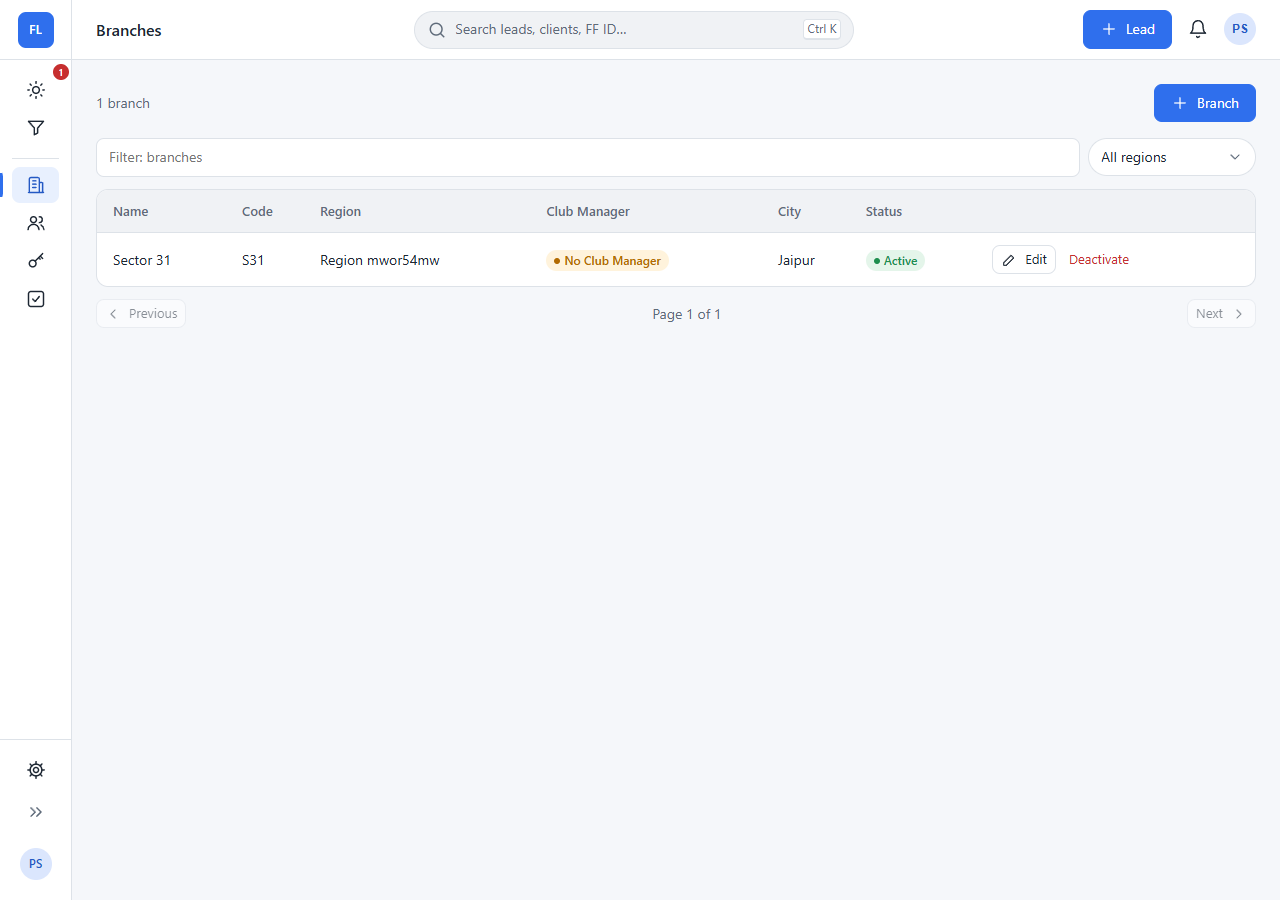 FL
Branches
Search leads, clients, FF ID...
Ctrl K
Lead
PS
1
1 branch
Branch
Filter: branches
All regions
Name Code Region Club Manager City Status
Sector 31 S31 Region mwor54mw No Club Manager Jaipur Active Edit Deactivate
Previous
Page 1 of 1
Next
PS